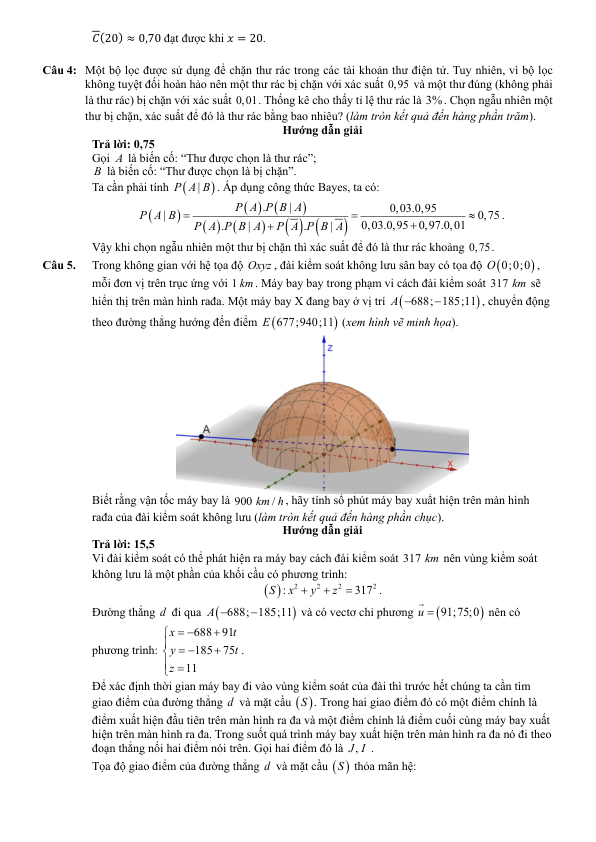 C̅(20) ≈ 0,70 đạt được khi x = 20.
Câu 4: Một bộ lọc được sử dụng để chặn thư rác trong các tài khoản thư điện tử. Tuy nhiên, vì bộ lọc
không tuyệt đối hoàn hảo nên một thư rác bị chặn với xác suất 0,95 và một thư đúng (không phải
là thư rác) bị chặn với xác suất 0,01. Thống kê cho thấy tỉ lệ thư rác là 3%. Chọn ngẫu nhiên một
thư bị chặn, xác suất để đó là thư rác bằng bao nhiêu? (làm tròn kết quả đến hàng phần trăm).
Hướng dẫn giải
Trả lời: 0,75
Gọi A là biến cố: “Thư được chọn là thư rác”;
B là biến cố: “Thư được chọn là bị chặn”.
Ta cần phải tính P(A|B). Áp dụng công thức Bayes, ta có:
P(A|B) = P(A).P(B|A) / (P(A).P(B|A) + P(A̅).P(B|A̅)) = 0,03.0,95 / (0,03.0,95 + 0,97.0,01) ≈ 0,75.
Vậy khi chọn ngẫu nhiên một thư bị chặn thì xác suất để đó là thư rác khoảng 0,75.
Câu 5. Trong không gian với hệ tọa độ Oxyz, đài kiểm soát không lưu sân bay có tọa độ O(0;0;0),
mỗi đơn vị trên trục ứng với 1 km. Máy bay bay trong phạm vi cách đài kiểm soát 317 km sẽ
hiển thị trên màn hình rađa. Một máy bay X đang bay ở vị trí A(−688;−185;11), chuyển động
theo đường thẳng hướng đến điểm E(677;940;11) (xem hình vẽ minh họa).
z
A
x
Biết rằng vận tốc máy bay là 900 km/h, hãy tính số phút máy bay xuất hiện trên màn hình
rađa của đài kiểm soát không lưu (làm tròn kết quả đến hàng phần chục).
Hướng dẫn giải
Trả lời: 15,5
Vì đài kiểm soát có thể phát hiện ra máy bay cách đài kiểm soát 317 km nên vùng kiểm soát
không lưu là một phần của khối cầu có phương trình:
(S): x² + y² + z² = 317².
Đường thẳng d đi qua A(−688;−185;11) và có vectơ chỉ phương u⃗ = (91;75;0) nên có
phương trình: { x = −688 + 91t
y = −185 + 75t .
z = 11
Để xác định thời gian máy bay đi vào vùng kiểm soát của đài thì trước hết chúng ta cần tìm
giao điểm của đường thẳng d và mặt cầu (S). Trong hai giao điểm đó có một điểm chính là
điểm xuất hiện đầu tiên trên màn hình ra đa và một điểm chính là điểm cuối cùng máy bay xuất
hiện trên màn hình ra đa. Trong suốt quá trình máy bay xuất hiện trên màn hình ra đa nó đi theo
đoạn thẳng nối hai điểm nói trên. Gọi hai điểm đó là J, I .
Tọa độ giao điểm của đường thẳng d và mặt cầu (S) thỏa mãn hệ: